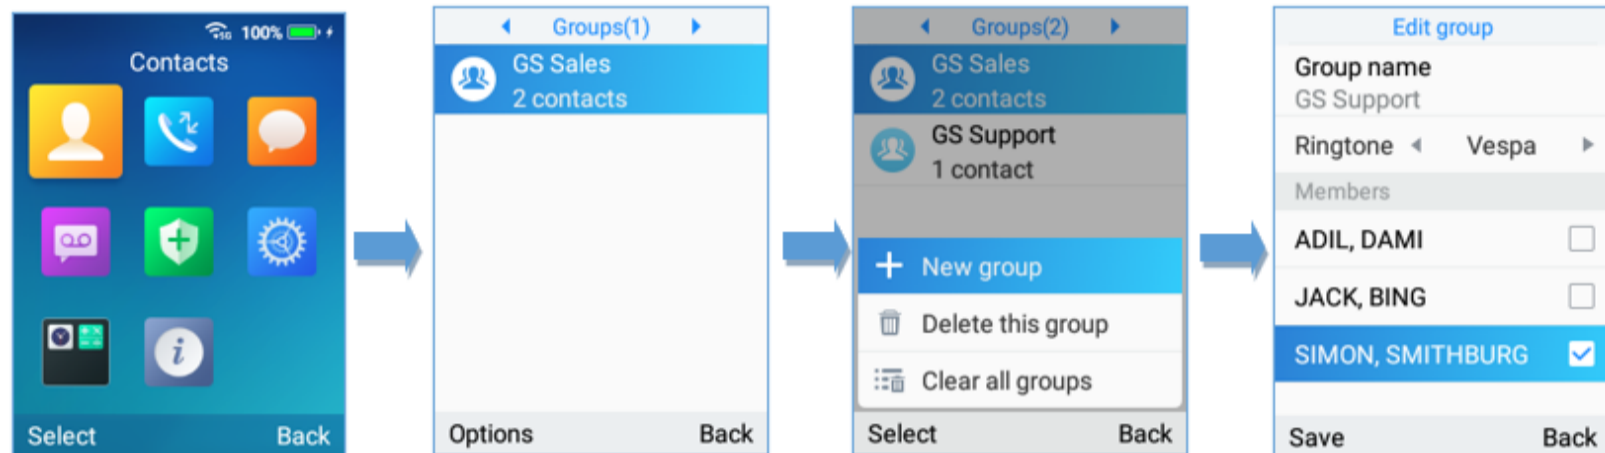 5G 100%
Contacts
Select Back
Groups(1)
GS Sales
2 contacts
Options Back
Groups(2)
GS Sales
2 contacts
GS Support
1 contact
New group
Delete this group
Clear all groups
Select Back
Edit group
Group name
GS Support
Ringtone Vespa
Members
ADIL, DAMI
JACK, BING
SIMON, SMITHBURG
Save Back